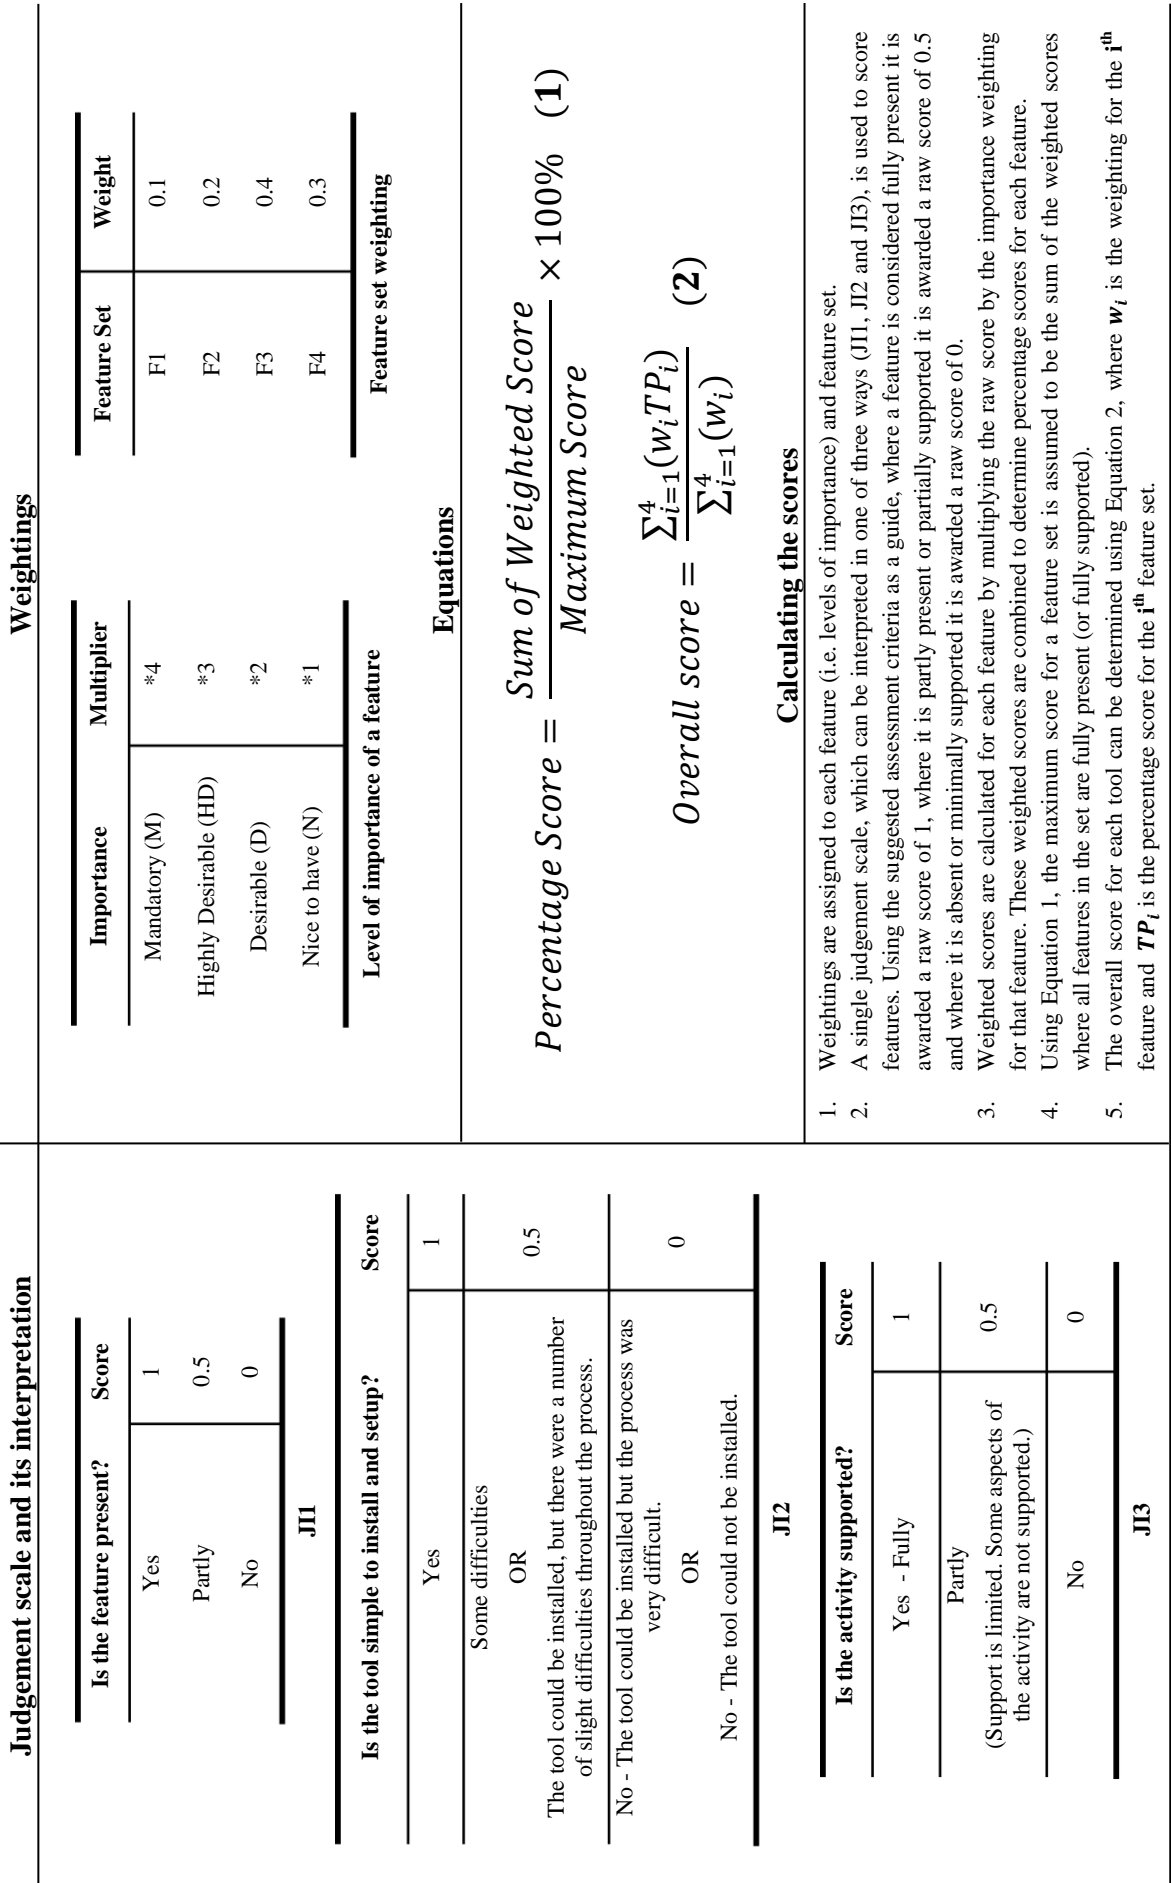 Judgement scale and its interpretation
Is the feature present? Score
Yes 1
Partly 0.5
No 0
JI1
Is the tool simple to install and setup? Score
Yes 1
Some difficulties
OR
The tool could be installed, but there were a number
of slight difficulties throughout the process.
0.5
No - The tool could be installed but the process was
very difficult.
OR
No - The tool could not be installed.
0
JI2
Is the activity supported? Score
Yes - Fully 1
Partly
(Support is limited. Some aspects of
the activity are not supported.)
0.5
No 0
JI3
Weightings
Importance Multiplier
Mandatory (M) *4
Highly Desirable (HD) *3
Desirable (D) *2
Nice to have (N) *1
Level of importance of a feature
Feature Set Weight
F1 0.1
F2 0.2
F3 0.4
F4 0.3
Feature set weighting
Equations
Percentage Score = Sum of Weighted Score / Maximum Score × 100% (1)
Overall score = ∑⁴ᵢ₌₁(wᵢTPᵢ) / ∑⁴ᵢ₌₁(wᵢ) (2)
Calculating the scores
1. Weightings are assigned to each feature (i.e. levels of importance) and feature set.
2. A single judgement scale, which can be interpreted in one of three ways (JI1, JI2 and JI3), is used to score
features. Using the suggested assessment criteria as a guide, where a feature is considered fully present it is
awarded a raw score of 1, where it is partly present or partially supported it is awarded a raw score of 0.5
and where it is absent or minimally supported it is awarded a raw score of 0.
3. Weighted scores are calculated for each feature by multiplying the raw score by the importance weighting
for that feature. These weighted scores are combined to determine percentage scores for each feature.
4. Using Equation 1, the maximum score for a feature set is assumed to be the sum of the weighted scores
where all features in the set are fully present (or fully supported).
5. The overall score for each tool can be determined using Equation 2, where wᵢ is the weighting for the iᵗʰ
feature and TPᵢ is the percentage score for the iᵗʰ feature set.